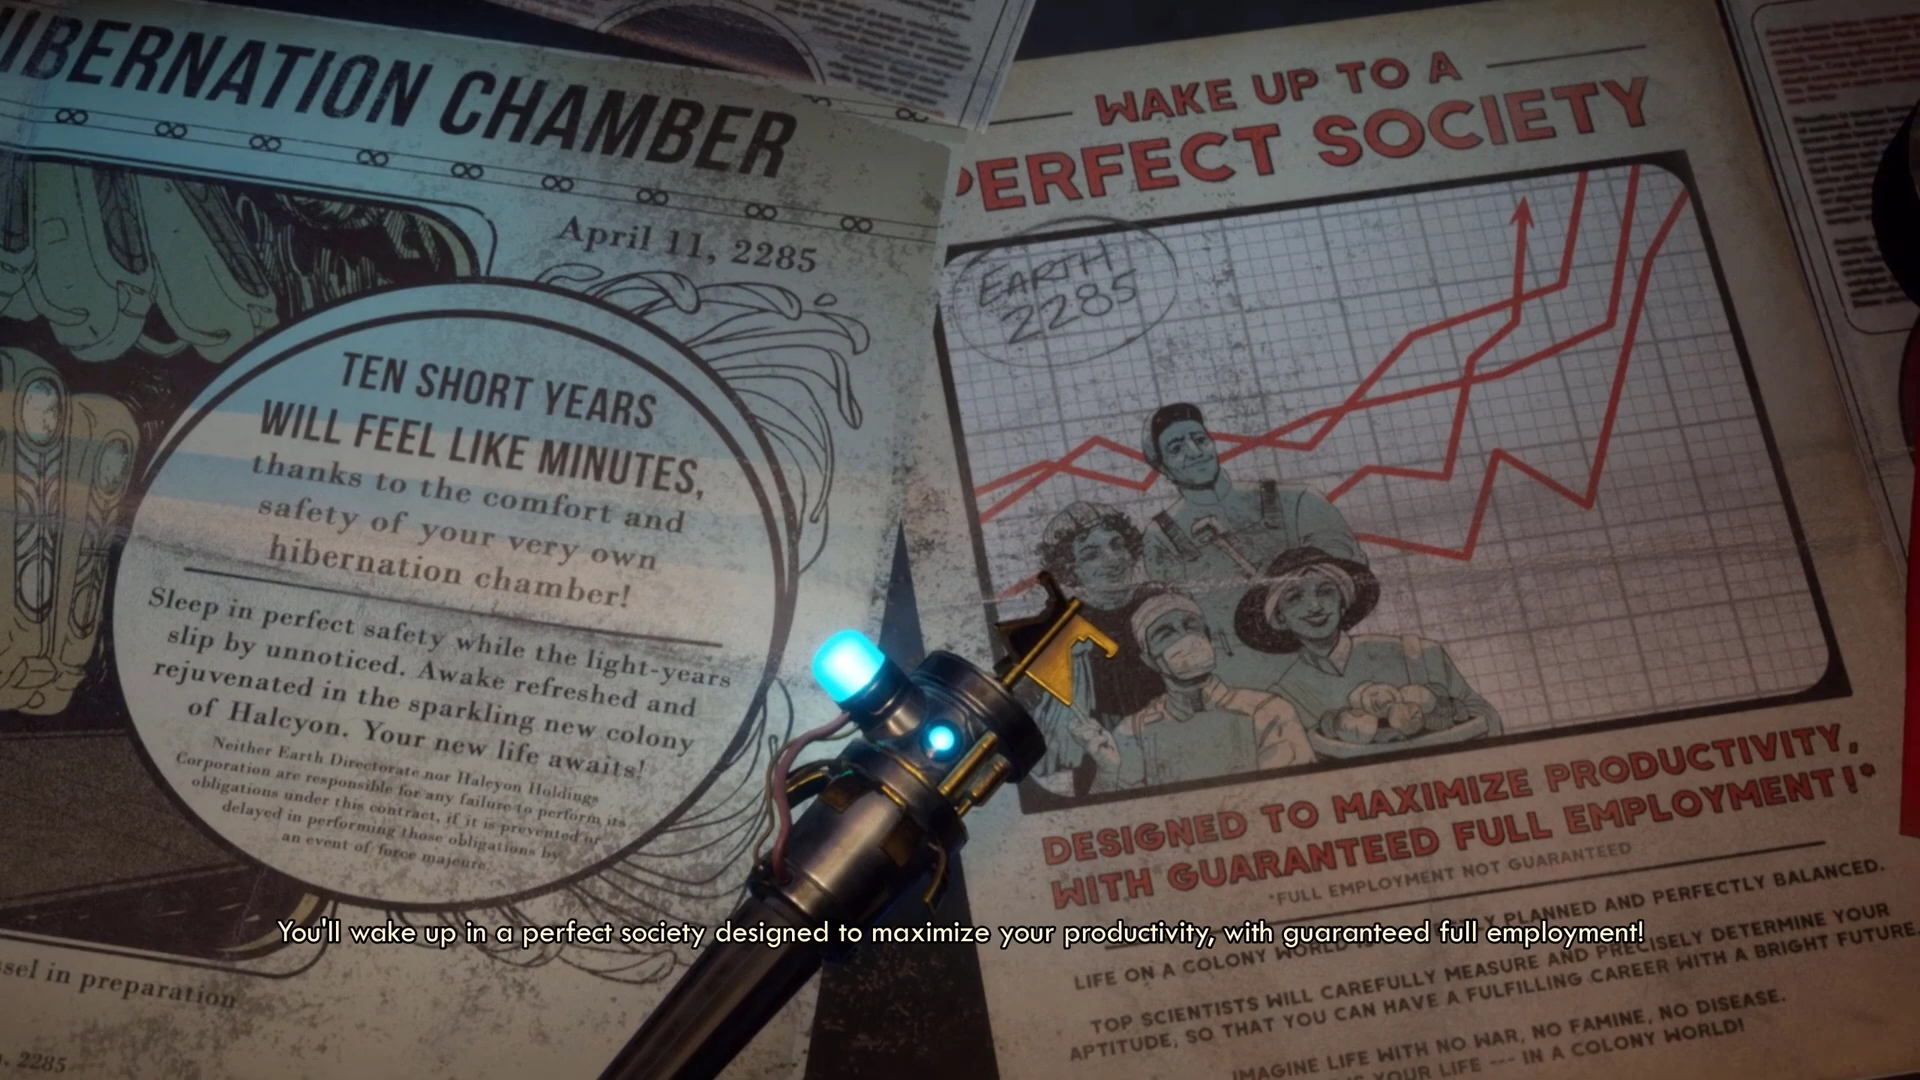 HIBERNATION CHAMBER
April 11, 2285
TEN SHORT YEARS
WILL FEEL LIKE MINUTES,
thanks to the comfort and
safety of your very own
hibernation chamber!
Sleep in perfect safety while the light-years
slip by unnoticed. Awake refreshed and
rejuvenated in the sparkling new colony
of Halcyon. Your new life awaits!
Neither Earth Directorate nor Halcyon Holdings
Corporation are responsible for any failure to perform its
obligations under this contract, if it is prevented or
delayed in performing those obligations by
an event of force majeure.
in preparation
2285
WAKE UP TO A
PERFECT SOCIETY
EARTH
2285
DESIGNED TO MAXIMIZE PRODUCTIVITY,
WITH GUARANTEED FULL EMPLOYMENT!*
*FULL EMPLOYMENT NOT GUARANTEED
LIFE ON A COLONY WORLD PLANNED AND PERFECTLY BALANCED.
TOP SCIENTISTS WILL CAREFULLY MEASURE AND PRECISELY DETERMINE YOUR
APTITUDE, SO THAT YOU CAN HAVE A FULFILLING CAREER WITH A BRIGHT FUTURE.
IMAGINE LIFE WITH NO WAR, NO FAMINE, NO DISEASE.
YOUR LIFE --- IN A COLONY WORLD!
You'll wake up in a perfect society designed to maximize your productivity, with guaranteed full employment!